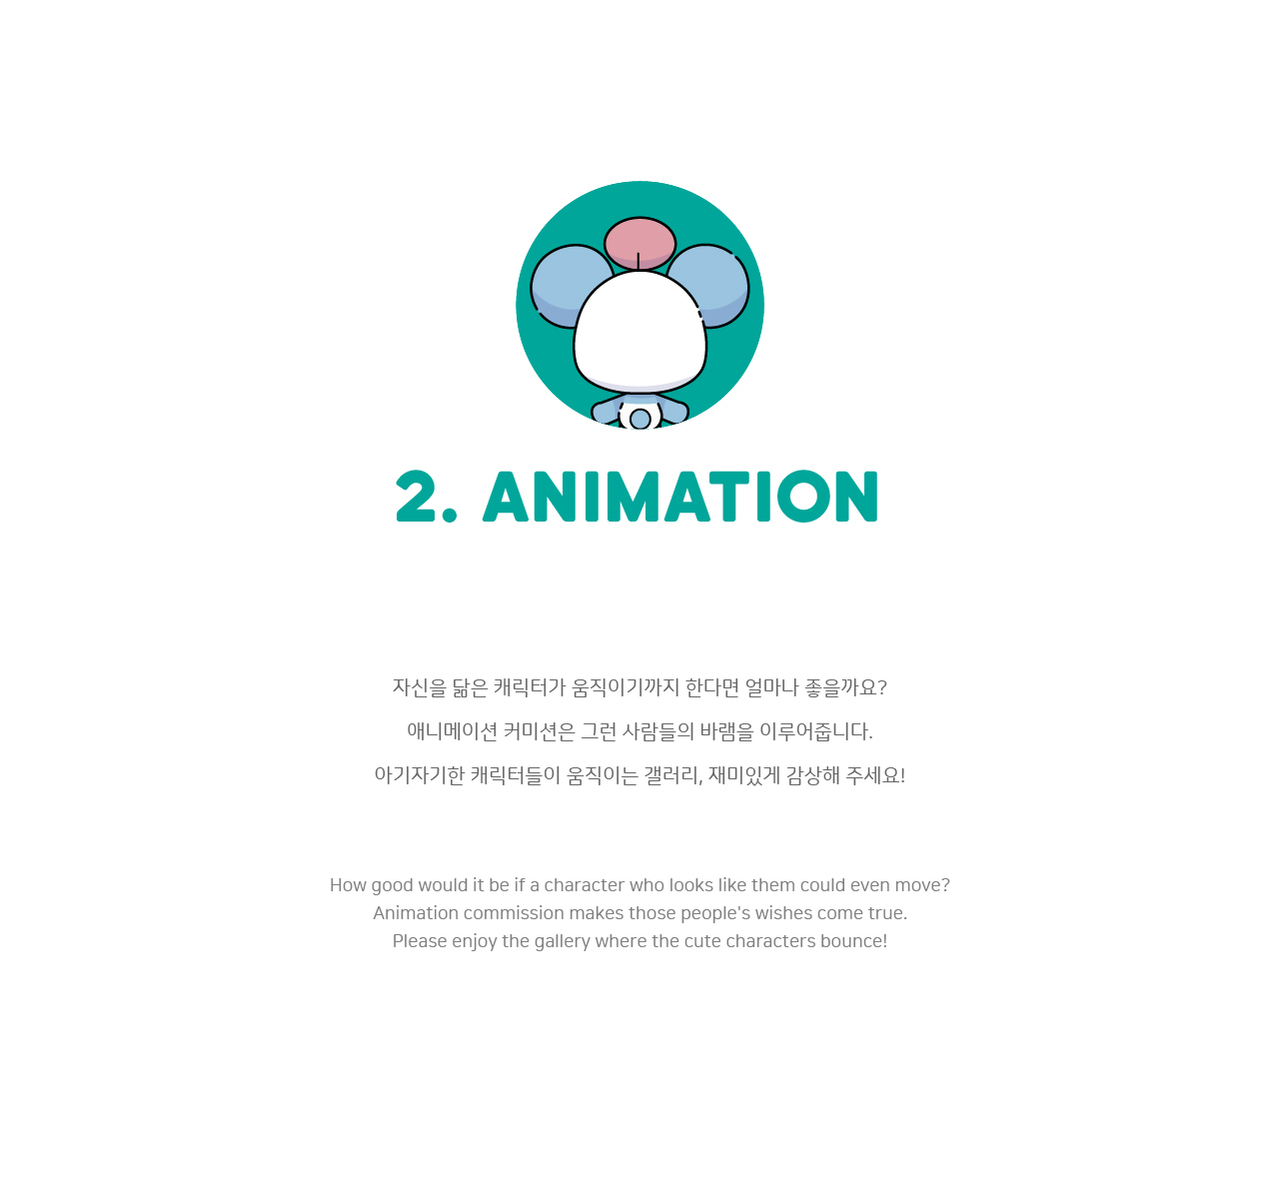 2. ANIMATION
자신을 닮은 캐릭터가 움직이기까지 한다면 얼마나 좋을까요?
애니메이션 커미션은 그런 사람들의 바램을 이루어줍니다.
아기자기한 캐릭터들이 움직이는 갤러리, 재미있게 감상해 주세요!
How good would it be if a character who looks like them could even move?
Animation commission makes those people's wishes come true.
Please enjoy the gallery where the cute characters bounce!